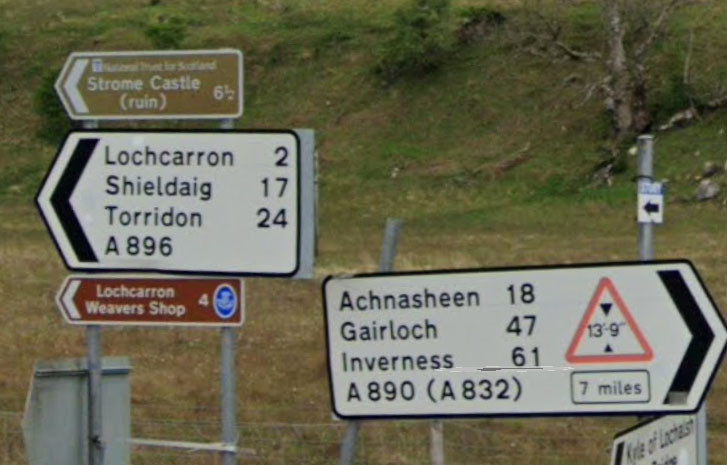 National Trust for Scotland
Strome Castle 6½
(ruin)
Lochcarron 2
Shieldaig 17
Torridon 24
A 896
Lochcarron
Weavers Shop 4
Achnasheen 18
Gairloch 47
Inverness 61
A 890 (A 832)
13'-9"
7 miles
Kyle of Lochalsh